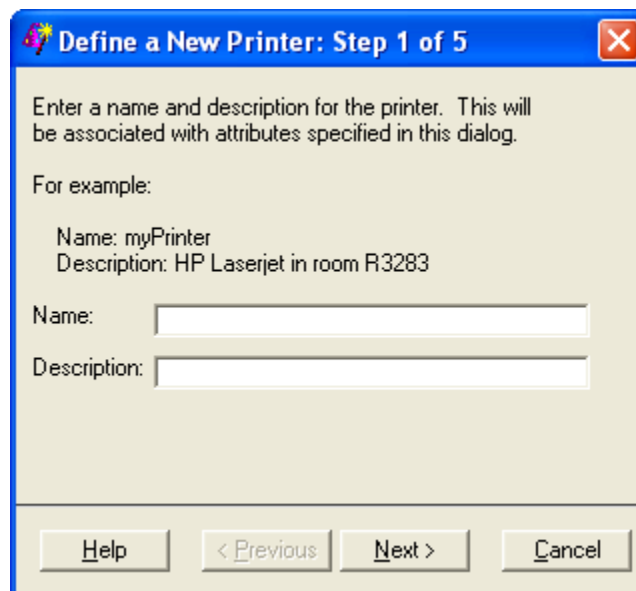 Define a New Printer: Step 1 of 5
Enter a name and description for the printer. This will
be associated with attributes specified in this dialog.
For example:
Name: myPrinter
Description: HP Laserjet in room R3283
Name:
Description:
Help < Previous Next > Cancel